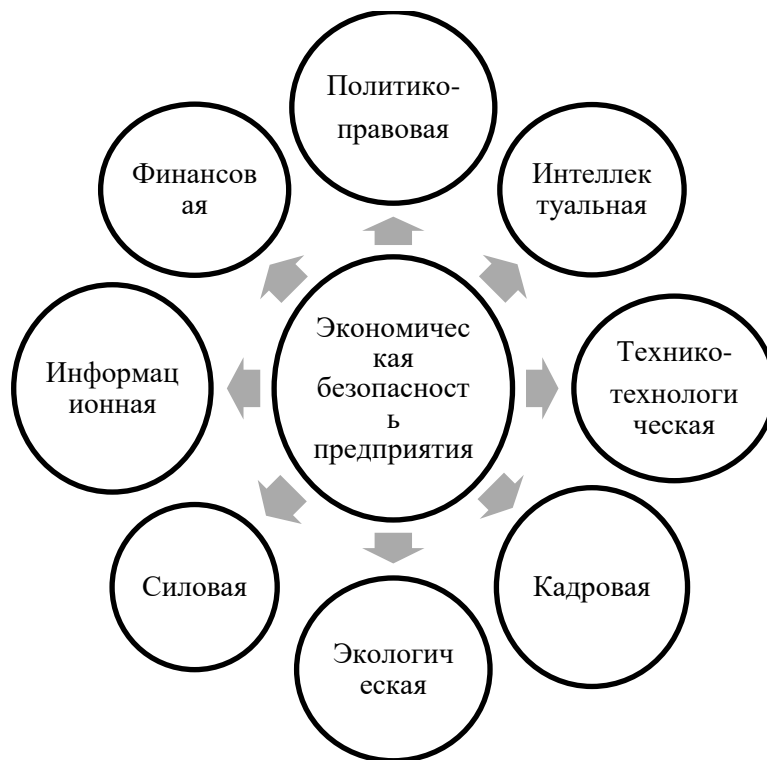 Политико-
правовая
Финансов
ая
Интеллек
туальная
Экономичес
кая
безопасност
ь
предприятия
Информац
ионная
Технико-
технологи
ческая
Силовая
Кадровая
Экологич
еская